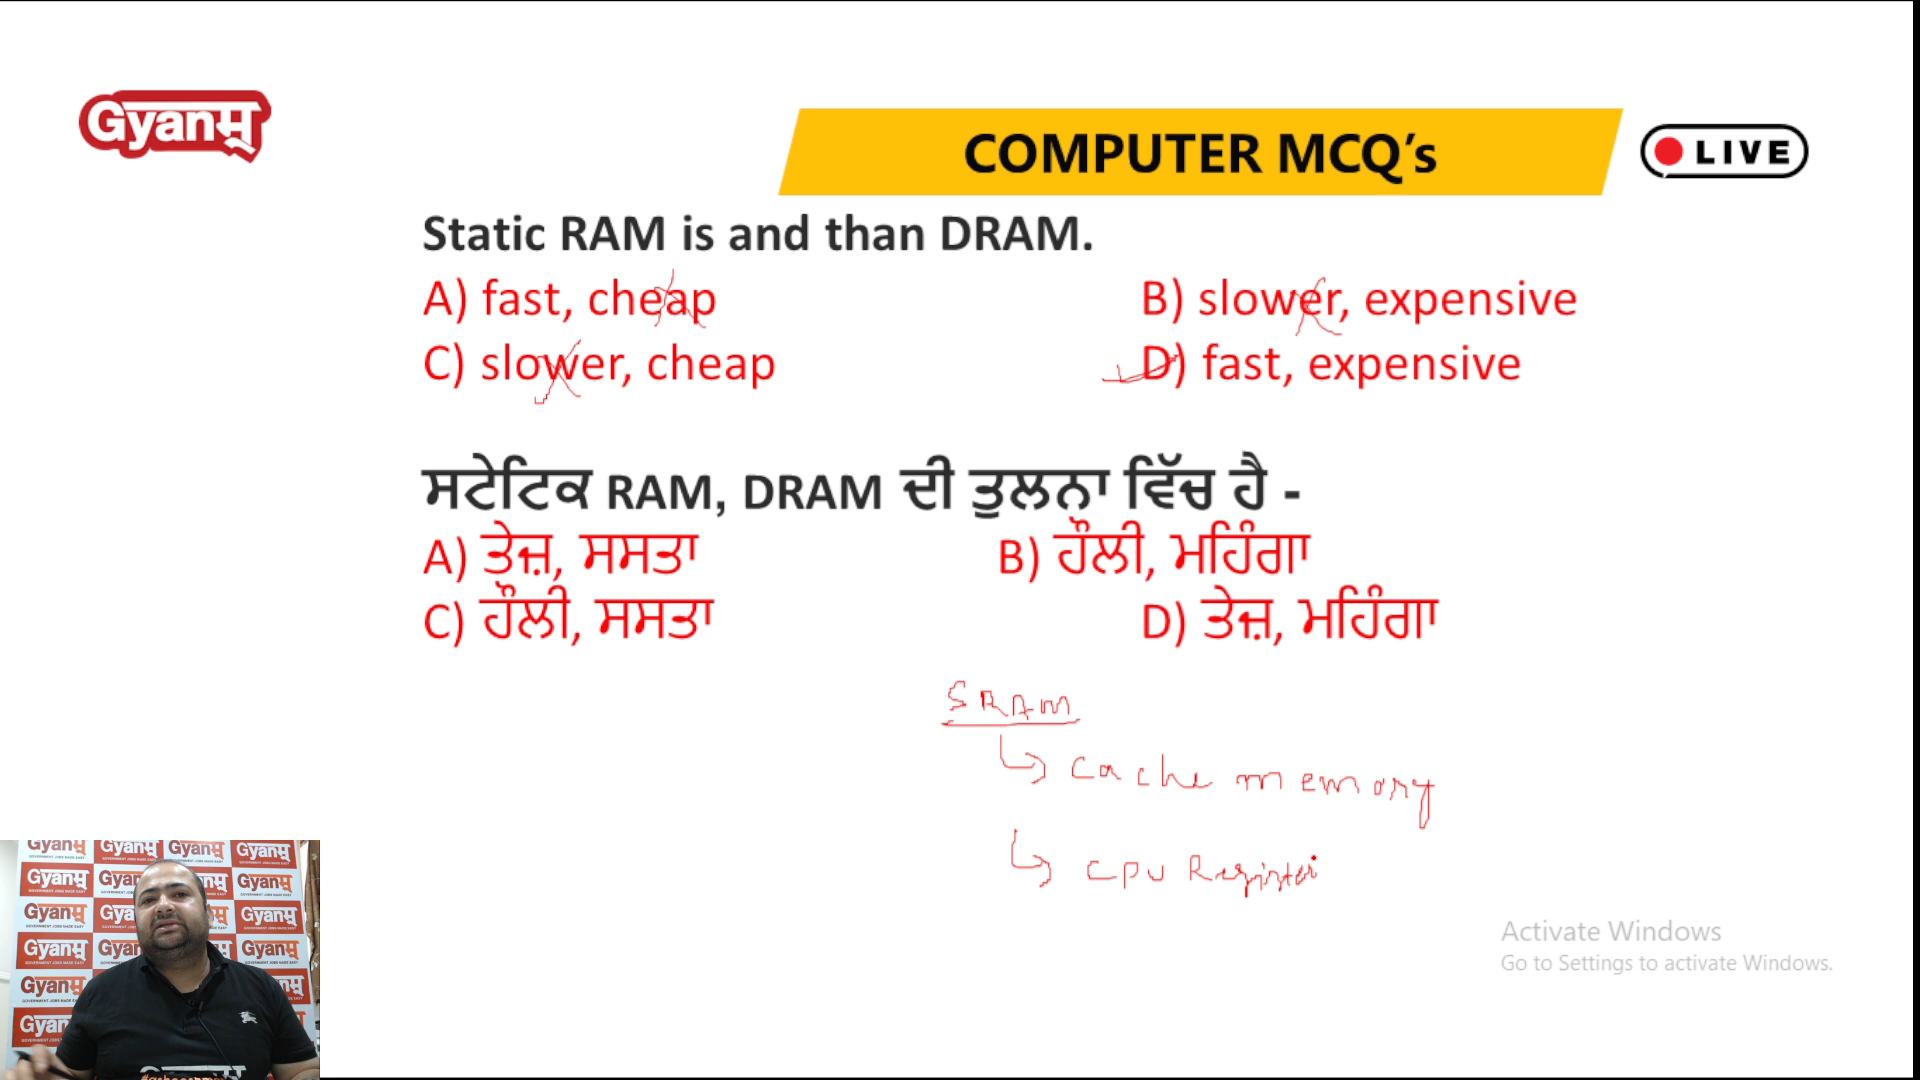 Gyanਸ਼
COMPUTER MCQ's
LIVE
Static RAM is and than DRAM.
A) fast, cheap
B) slower, expensive
C) slower, cheap
D) fast, expensive
ਸਟੇਟਿਕ RAM, DRAM ਦੀ ਤੁਲਨਾ ਵਿੱਚ ਹੈ -
A) ਤੇਜ਼, ਸਸਤਾ
B) ਹੌਲੀ, ਮਹਿੰਗਾ
C) ਹੌਲੀ, ਸਸਤਾ
D) ਤੇਜ਼, ਮਹਿੰਗਾ
SRAM
Cache memory
CPU Register
Activate Windows
Go to Settings to activate Windows.